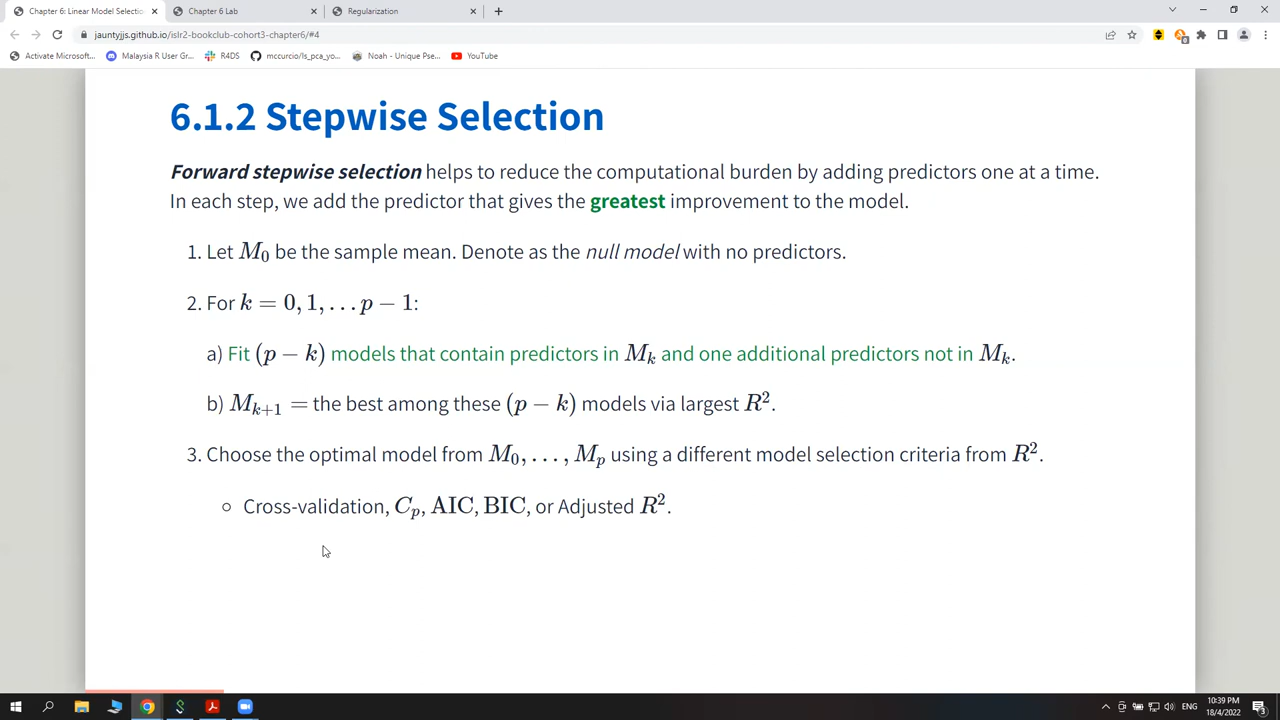 Chapter 6: Linear Model Selectio
Chapter 6 Lab
Regularization
jauntyjjs.github.io/islr2-bookclub-cohort3-chapter6/#4
Activate Microsoft...
Malaysia R User Gr...
R4DS
mccurcio/ls_pca_yo...
Noah - Unique Pse...
YouTube
6.1.2 Stepwise Selection
Forward stepwise selection helps to reduce the computational burden by adding predictors one at a time.
In each step, we add the predictor that gives the greatest improvement to the model.
1. Let M₀ be the sample mean. Denote as the null model with no predictors.
2. For k = 0, 1, … p − 1:
a) Fit (p − k) models that contain predictors in Mₖ and one additional predictors not in Mₖ.
b) Mₖ₊₁ = the best among these (p − k) models via largest R².
3. Choose the optimal model from M₀, …, Mₚ using a different model selection criteria from R².
○ Cross-validation, Cₚ, AIC, BIC, or Adjusted R².
ENG
10:39 PM
18/4/2022
3